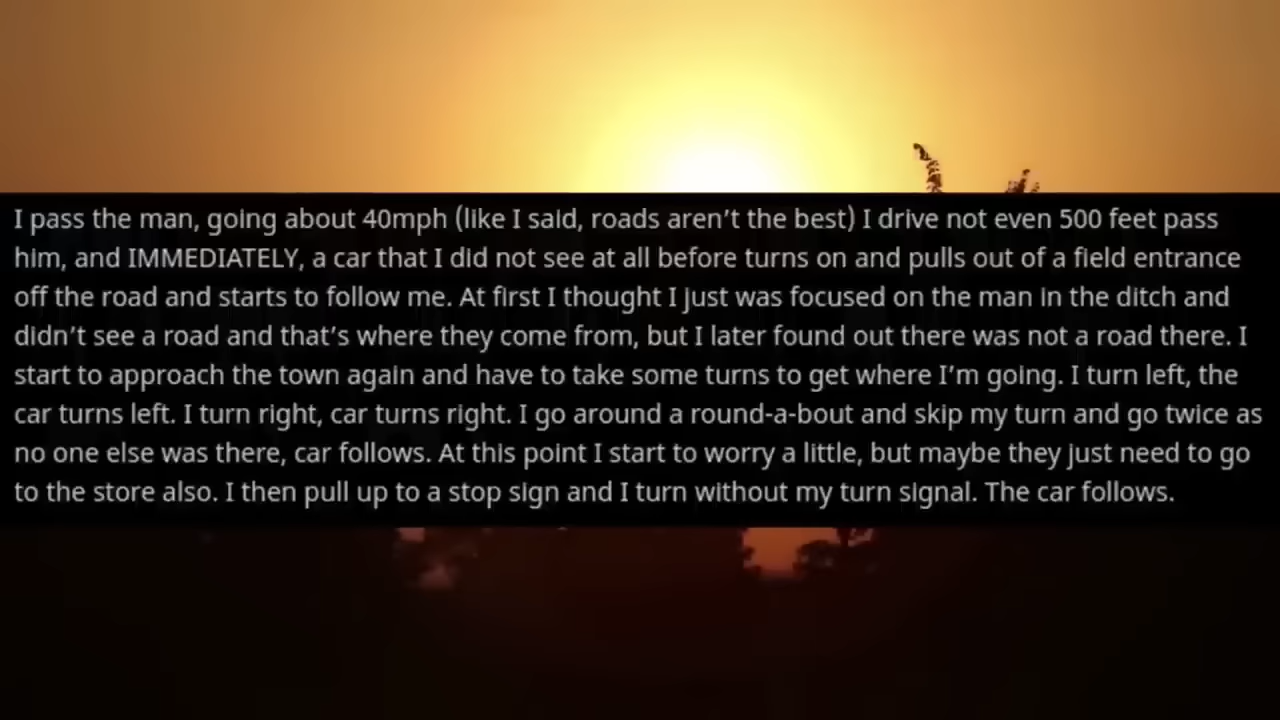 I pass the man, going about 40mph (like I said, roads aren’t the best) I drive not even 500 feet pass
him, and IMMEDIATELY, a car that I did not see at all before turns on and pulls out of a field entrance
off the road and starts to follow me. At first I thought I just was focused on the man in the ditch and
didn’t see a road and that’s where they come from, but I later found out there was not a road there. I
start to approach the town again and have to take some turns to get where I’m going. I turn left, the
car turns left. I turn right, car turns right. I go around a round-a-bout and skip my turn and go twice as
no one else was there, car follows. At this point I start to worry a little, but maybe they just need to go
to the store also. I then pull up to a stop sign and I turn without my turn signal. The car follows.